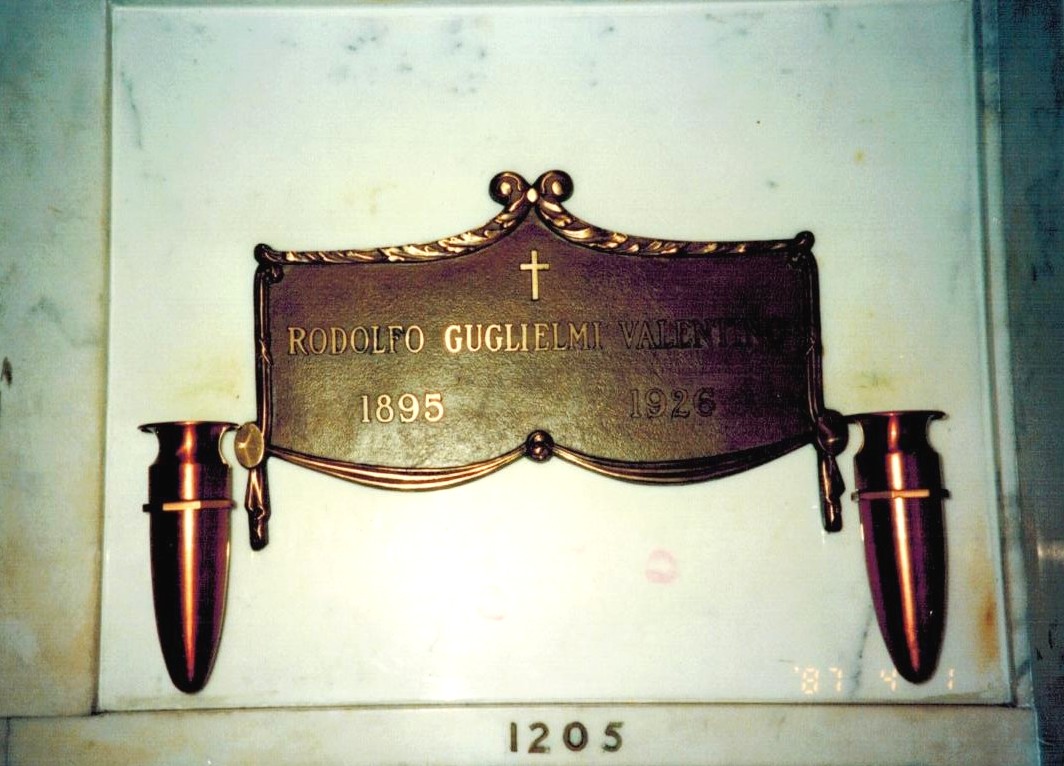 RODOLFO GUGLIELMI VALENTINO
1895 1926
'87 4 1
1205